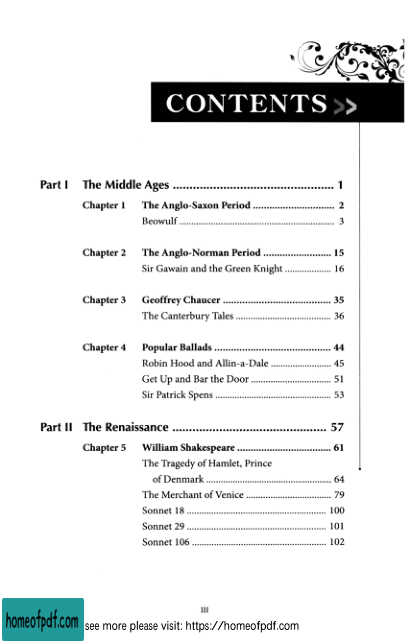 CONTENTS >>
Part I The Middle Ages ................................................ 1
Chapter 1 The Anglo-Saxon Period .............................. 2
Beowulf ............................................................ 3
Chapter 2 The Anglo-Norman Period ......................... 15
Sir Gawain and the Green Knight .................. 16
Chapter 3 Geoffrey Chaucer ....................................... 35
The Canterbury Tales ..................................... 36
Chapter 4 Popular Ballads .......................................... 44
Robin Hood and Allin-a-Dale ....................... 45
Get Up and Bar the Door ............................... 51
Sir Patrick Spens ............................................. 53
Part II The Renaissance .............................................. 57
Chapter 5 William Shakespeare .................................. 61
The Tragedy of Hamlet, Prince
of Denmark ................................................ 64
The Merchant of Venice ................................. 79
Sonnet 18 ...................................................... 100
Sonnet 29 ...................................................... 101
Sonnet 106 .................................................... 102
III
homeofpdf.com see more please visit: https://homeofpdf.com